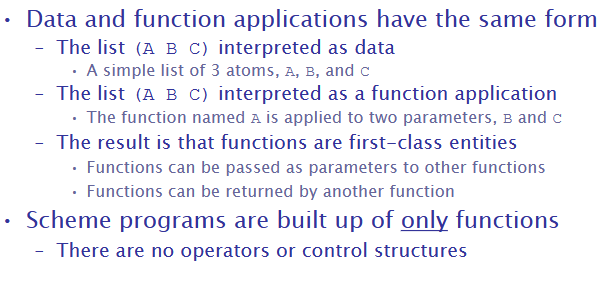 • Data and function applications have the same form
– The list (A B C) interpreted as data
• A simple list of 3 atoms, A, B, and C
– The list (A B C) interpreted as a function application
• The function named A is applied to two parameters, B and C
– The result is that functions are first-class entities
• Functions can be passed as parameters to other functions
• Functions can be returned by another function
• Scheme programs are built up of only functions
– There are no operators or control structures